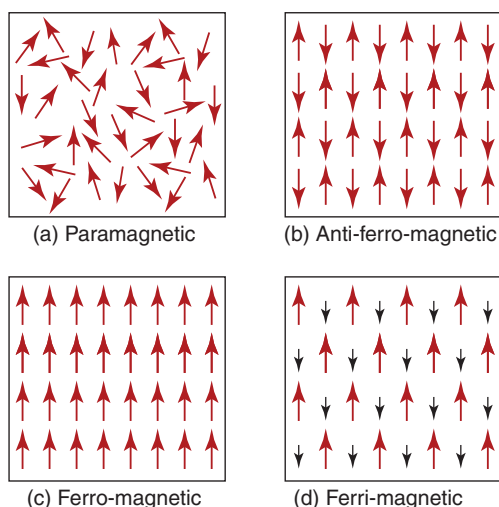 (a) Paramagnetic
(b) Anti-ferro-magnetic
(c) Ferro-magnetic
(d) Ferri-magnetic